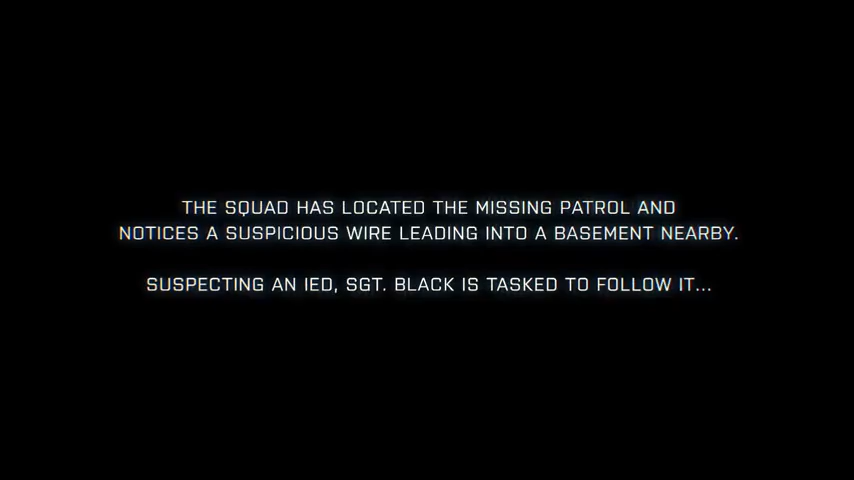 THE SQUAD HAS LOCATED THE MISSING PATROL AND
NOTICES A SUSPICIOUS WIRE LEADING INTO A BASEMENT NEARBY.
SUSPECTING AN IED, SGT. BLACK IS TASKED TO FOLLOW IT...